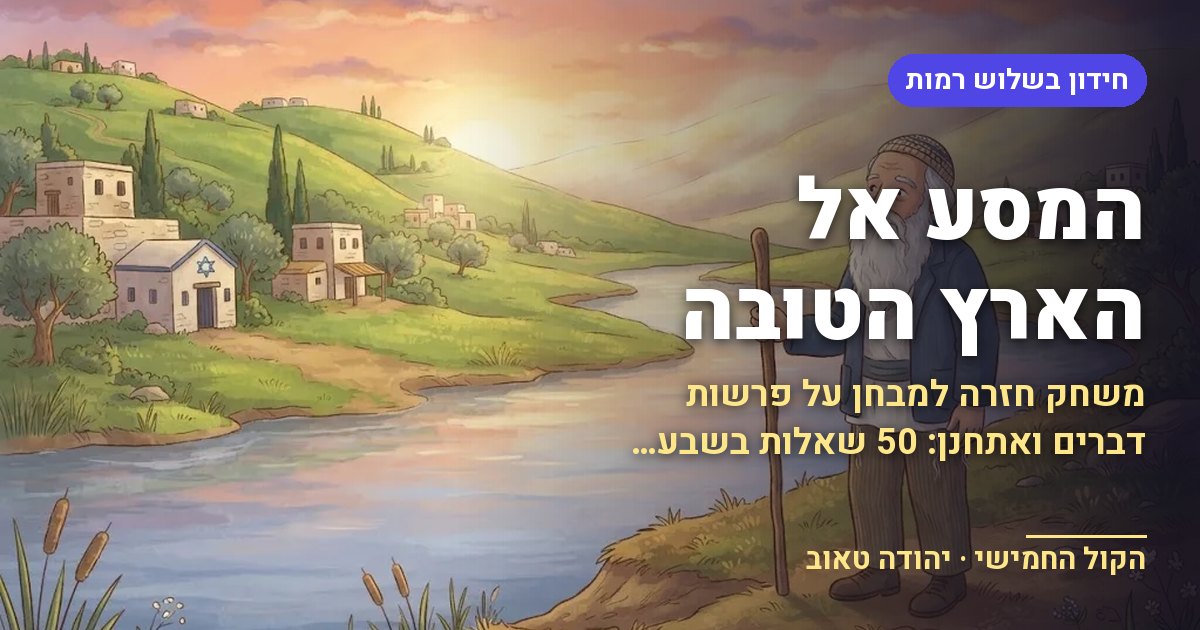 חידון בשלוש רמות
המסע אל
הארץ הטובה
משחק חזרה למבחן על פרשות
דברים ואתחנן: 50 שאלות בשבע...
הקול החמישי · יהודה טאוב